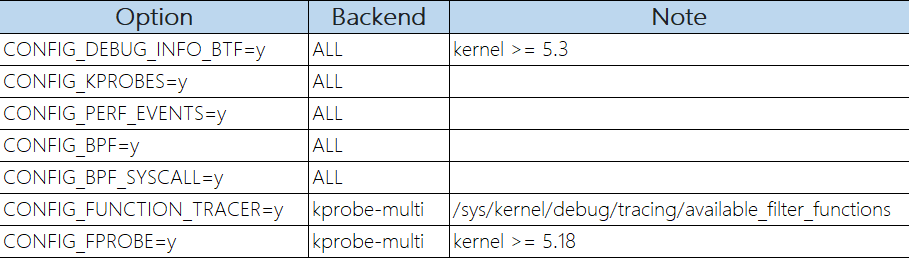 Option Backend Note
CONFIG_DEBUG_INFO_BTF=y ALL kernel >= 5.3
CONFIG_KPROBES=y ALL
CONFIG_PERF_EVENTS=y ALL
CONFIG_BPF=y ALL
CONFIG_BPF_SYSCALL=y ALL
CONFIG_FUNCTION_TRACER=y kprobe-multi /sys/kernel/debug/tracing/available_filter_functions
CONFIG_FPROBE=y kprobe-multi kernel >= 5.18